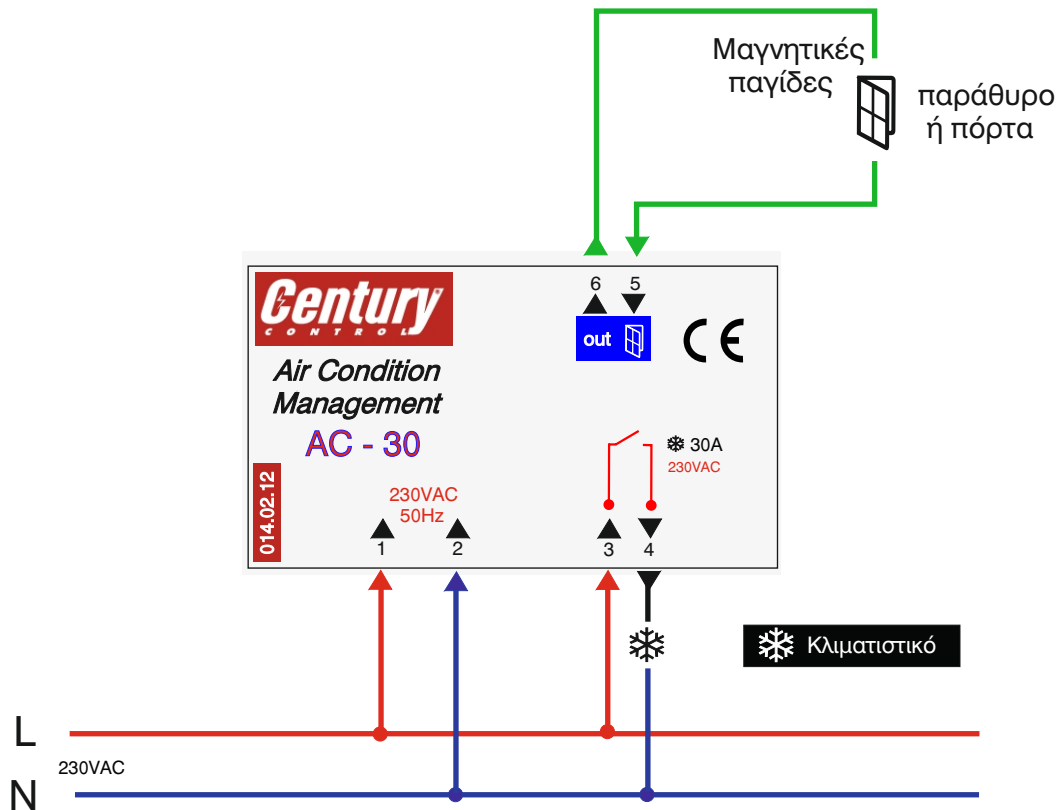 Μαγνητικές
παγίδες
παράθυρο
ή πόρτα
6 5
Century
CONTROL
out
CE
Air Condition
Management
AC - 30
30A
230VAC
014.02.12
230VAC
50Hz
1 2 3 4
Κλιματιστικό
L
230VAC
N